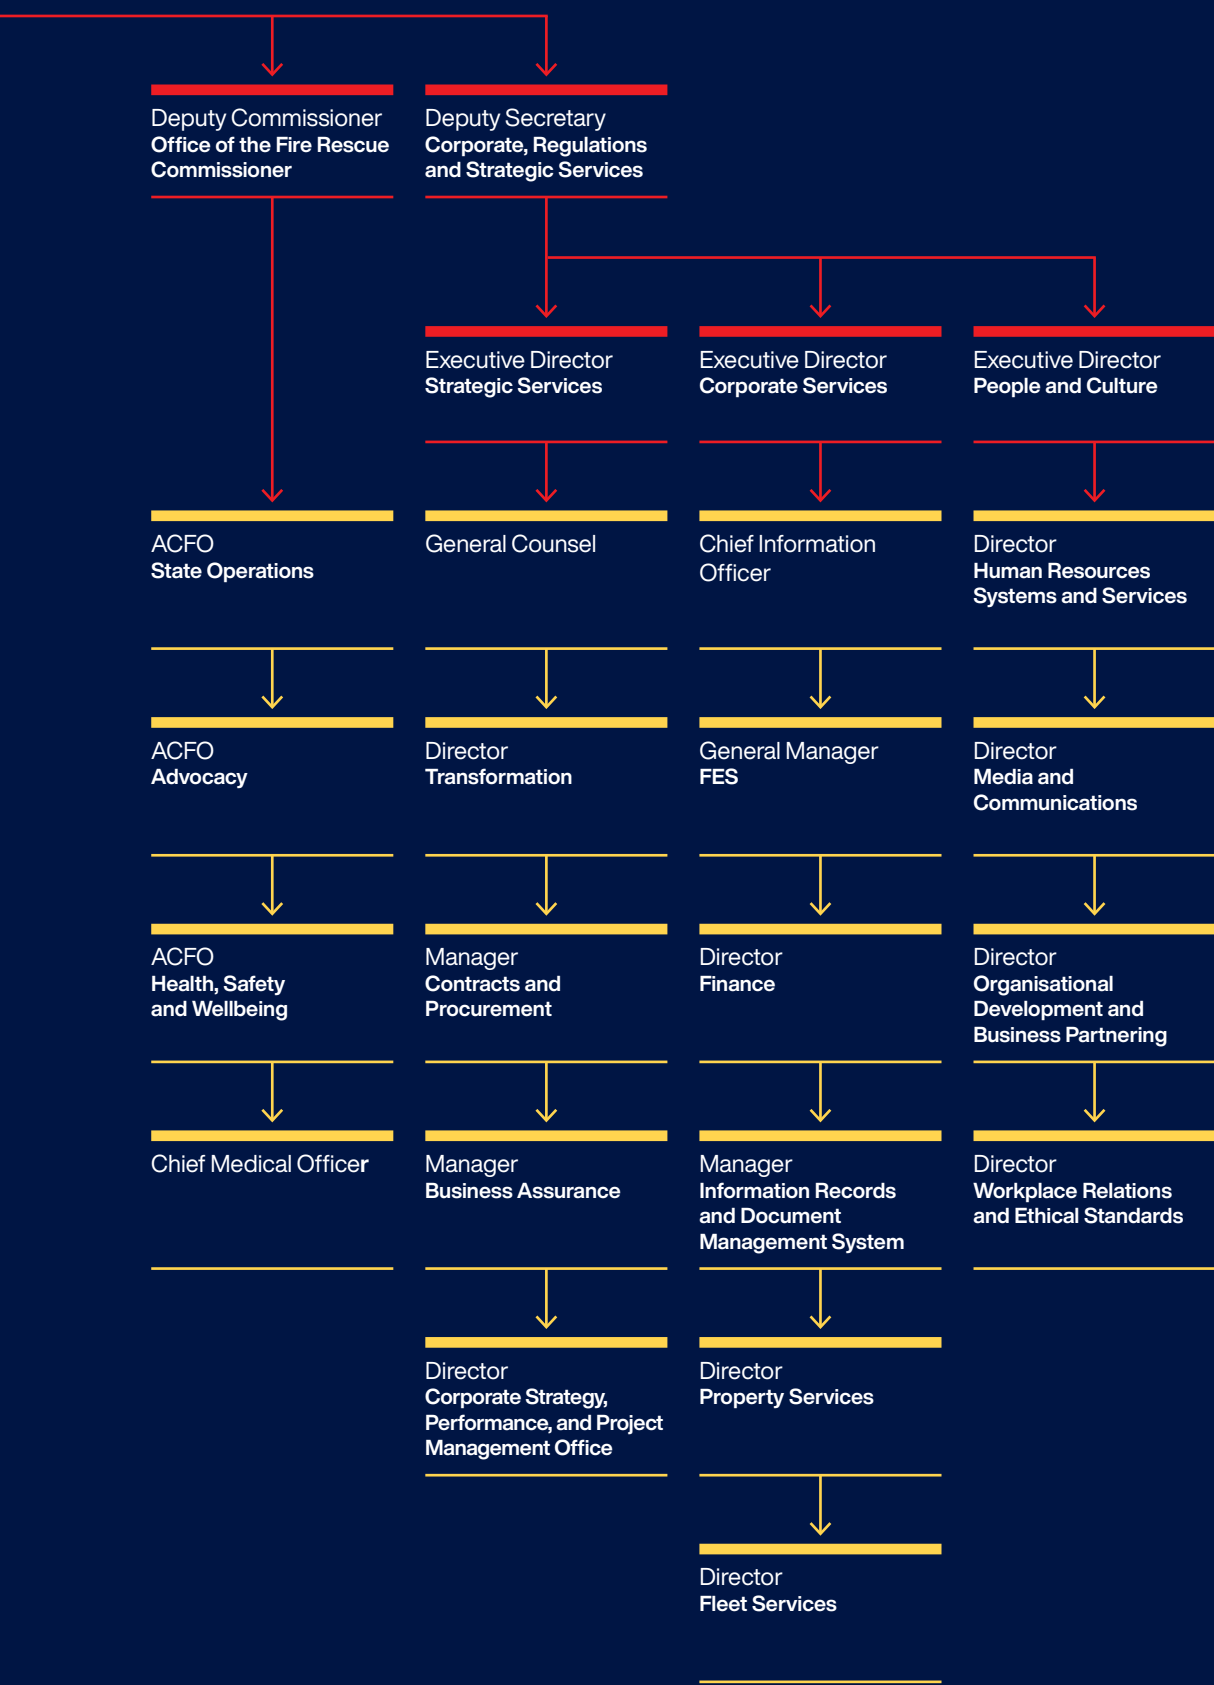 Deputy Commissioner
Office of the Fire Rescue
Commissioner
Deputy Secretary
Corporate, Regulations
and Strategic Services
Executive Director
Strategic Services
Executive Director
Corporate Services
Executive Director
People and Culture
ACFO
State Operations
General Counsel
Chief Information
Officer
Director
Human Resources
Systems and Services
ACFO
Advocacy
Director
Transformation
General Manager
FES
Director
Media and
Communications
ACFO
Health, Safety
and Wellbeing
Manager
Contracts and
Procurement
Director
Finance
Director
Organisational
Development and
Business Partnering
Chief Medical Officer
Manager
Business Assurance
Manager
Information Records
and Document
Management System
Director
Workplace Relations
and Ethical Standards
Director
Corporate Strategy,
Performance, and Project
Management Office
Director
Property Services
Director
Fleet Services